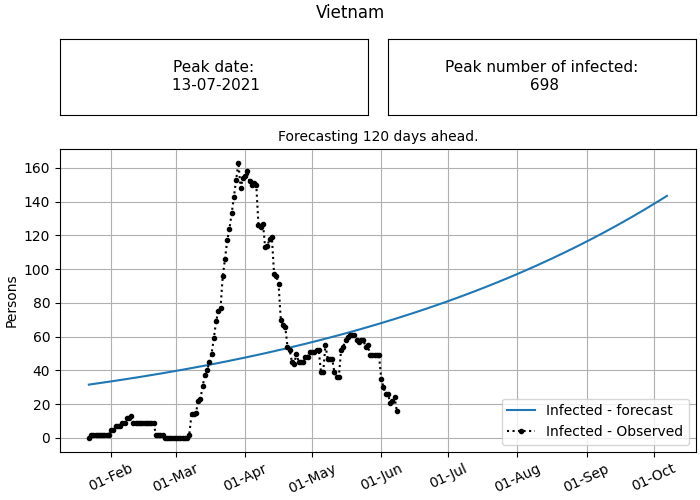 Vietnam
Peak date:
13-07-2021
Peak number of infected:
698
Forecasting 120 days ahead.
Persons
160
140
120
100
80
60
40
20
0
01-Feb
01-Mar
01-Apr
01-May
01-Jun
01-Jul
01-Aug
01-Sep
01-Oct
Infected - forecast
Infected - Observed